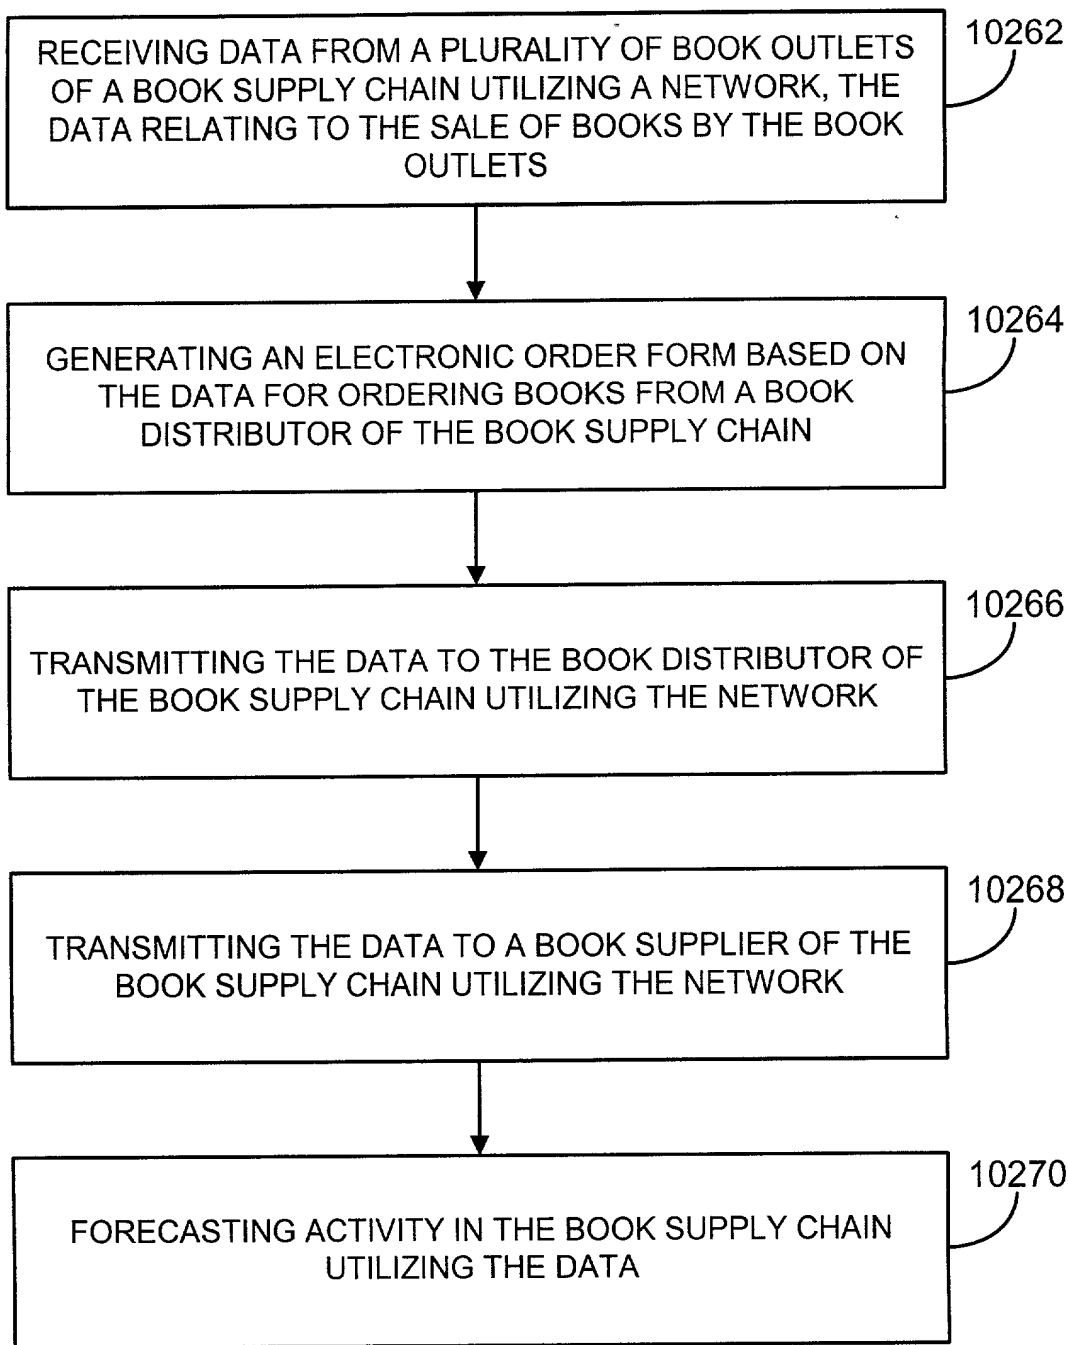 RECEIVING DATA FROM A PLURALITY OF BOOK OUTLETS
OF A BOOK SUPPLY CHAIN UTILIZING A NETWORK, THE
DATA RELATING TO THE SALE OF BOOKS BY THE BOOK
OUTLETS
10262
GENERATING AN ELECTRONIC ORDER FORM BASED ON
THE DATA FOR ORDERING BOOKS FROM A BOOK
DISTRIBUTOR OF THE BOOK SUPPLY CHAIN
10264
TRANSMITTING THE DATA TO THE BOOK DISTRIBUTOR OF
THE BOOK SUPPLY CHAIN UTILIZING THE NETWORK
10266
TRANSMITTING THE DATA TO A BOOK SUPPLIER OF THE
BOOK SUPPLY CHAIN UTILIZING THE NETWORK
10268
FORECASTING ACTIVITY IN THE BOOK SUPPLY CHAIN
UTILIZING THE DATA
10270